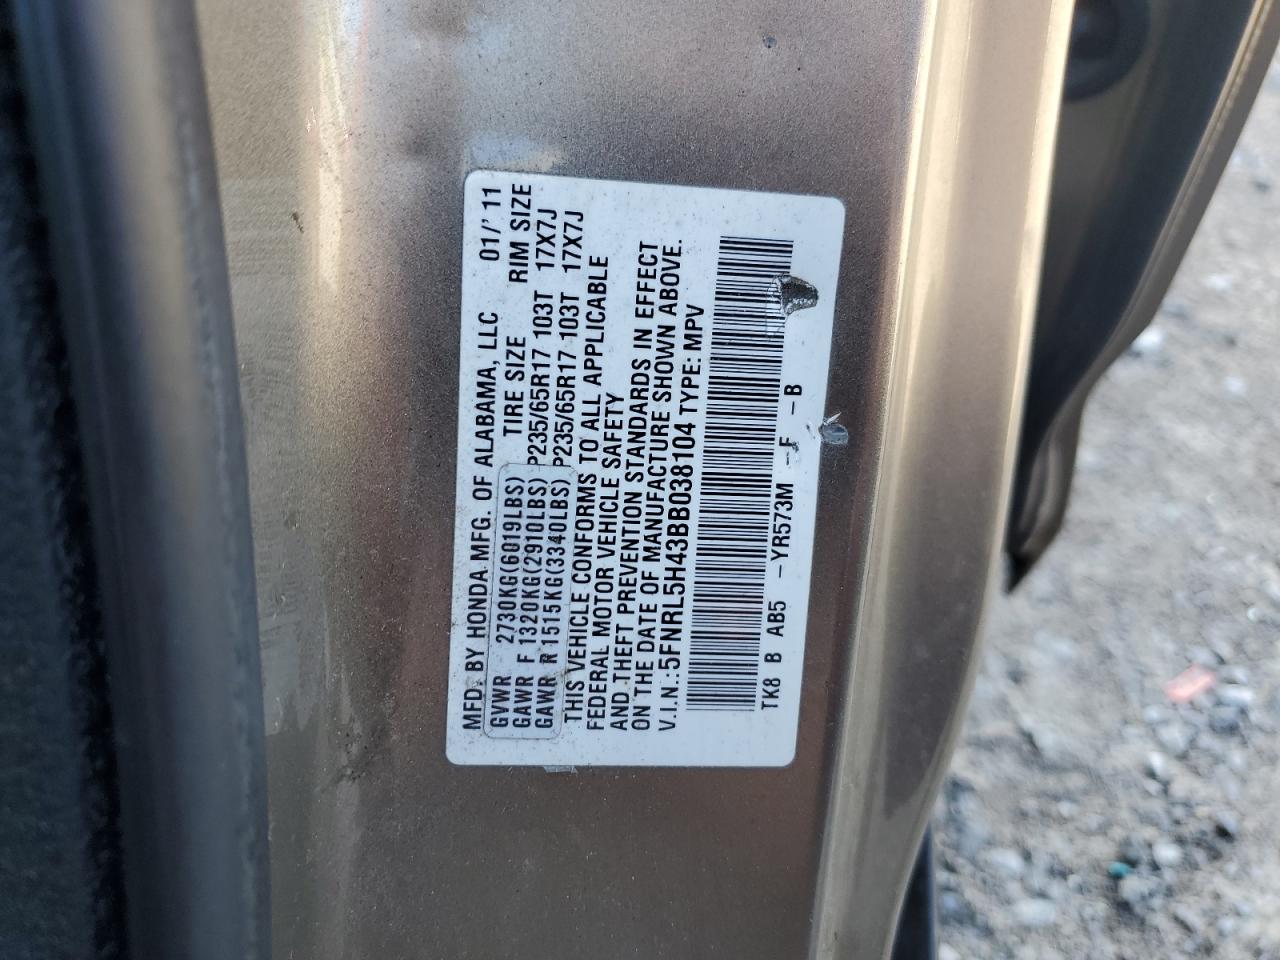 MFD. BY HONDA MFG. OF ALABAMA, LLC 01/'11
GVWR 2730KG(6019LBS) TIRE SIZE RIM SIZE
GAWR F 1320KG(2910LBS) P235/65R17 103T 17X7J
GAWR R 1515KG(3340LBS) P235/65R17 103T 17X7J
THIS VEHICLE CONFORMS TO ALL APPLICABLE
FEDERAL MOTOR VEHICLE SAFETY
AND THEFT PREVENTION STANDARDS IN EFFECT
ON THE DATE OF MANUFACTURE SHOWN ABOVE.
V.I.N.:5FNRL5H43BB038104 TYPE: MPV
TK8 B AB5 -YR573M -F -B